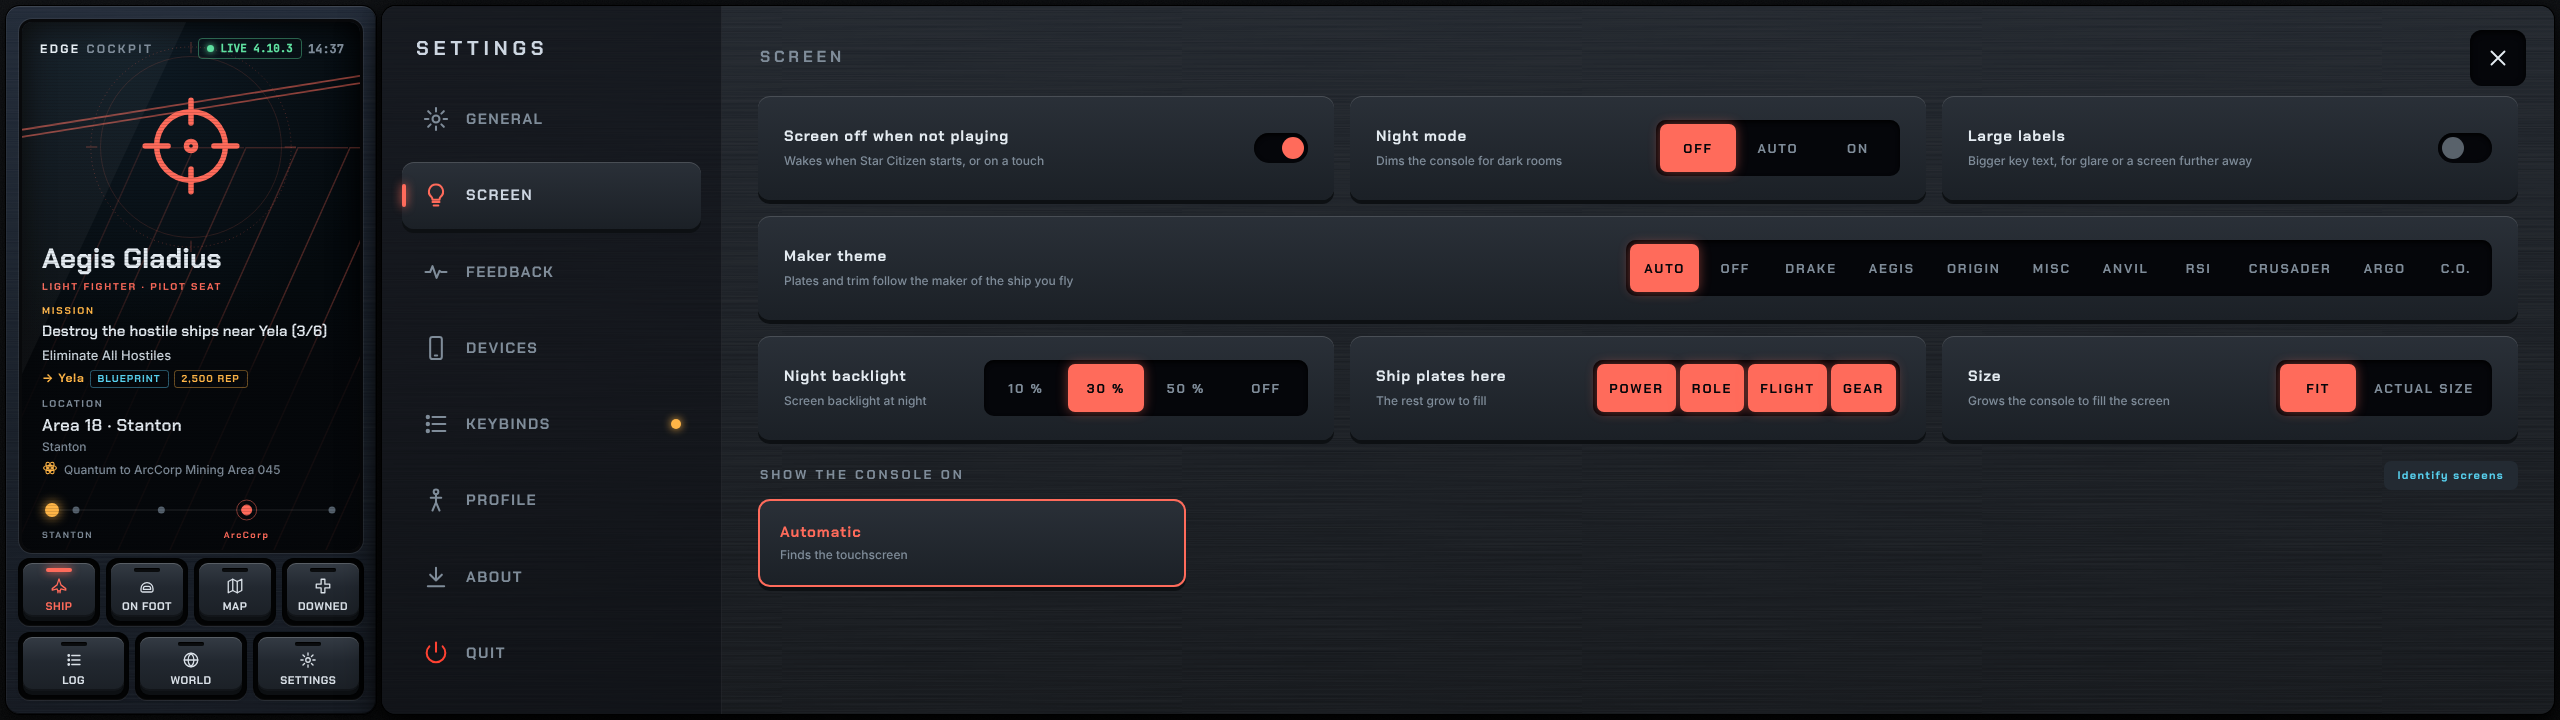 EDGE COCKPIT
LIVE 4.10.3
14:37
Aegis Gladius
LIGHT FIGHTER · PILOT SEAT
MISSION
Destroy the hostile ships near Yela (3/6)
Eliminate All Hostiles
→ Yela BLUEPRINT 2,500 REP
LOCATION
Area 18 · Stanton
Stanton
Quantum to ArcCorp Mining Area 045
STANTON ArcCorp
SHIP ON FOOT MAP DOWNED
LOG WORLD SETTINGS
SETTINGS
GENERAL
SCREEN
FEEDBACK
DEVICES
KEYBINDS
PROFILE
ABOUT
QUIT
SCREEN
Screen off when not playing
Wakes when Star Citizen starts, or on a touch
Night mode
Dims the console for dark rooms
OFF AUTO ON
Large labels
Bigger key text, for glare or a screen further away
Maker theme
Plates and trim follow the maker of the ship you fly
AUTO OFF DRAKE AEGIS ORIGIN MISC ANVIL RSI CRUSADER ARGO C.O.
Night backlight
Screen backlight at night
10 % 30 % 50 % OFF
Ship plates here
The rest grow to fill
POWER ROLE FLIGHT GEAR
Size
Grows the console to fill the screen
FIT ACTUAL SIZE
SHOW THE CONSOLE ON
Identify screens
Automatic
Finds the touchscreen